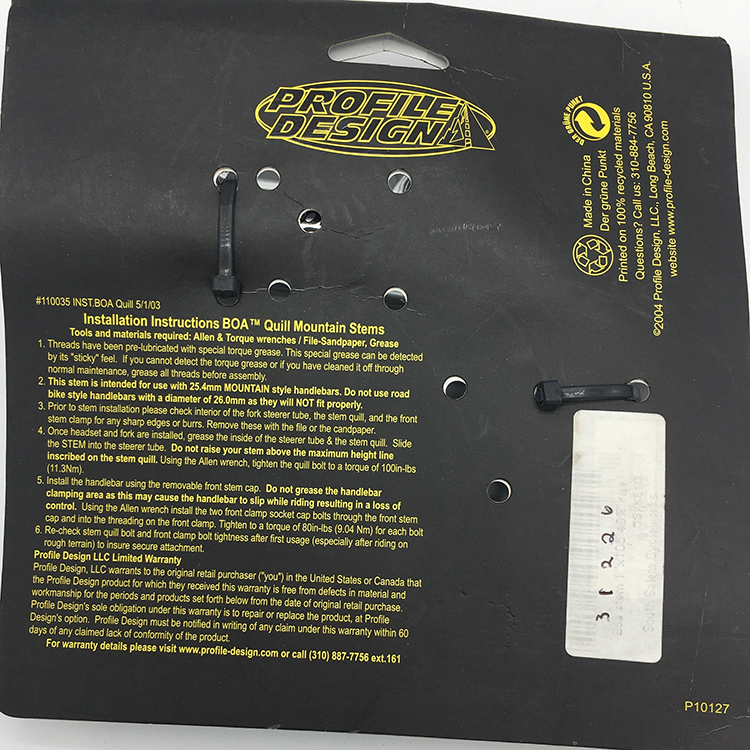 PROFILE
DESIGN
DER GRÜNE PUNKT
Made in China
Der grüne Punkt
Printed on 100% recycled materials
Questions? Call us: 310-884-7756
©2004 Profile Design, LLC., Long Beach, CA 90810 U.S.A.
website www.profile-design.com
#110035 INST.BOA Quill 5/1/03
Installation Instructions BOA™ Quill Mountain Stems
Tools and materials required: Allen & Torque wrenches / File-Sandpaper, Grease
1. Threads have been pre-lubricated with special torque grease. This special grease can be detected
by its "sticky" feel. If you cannot detect the torque grease or if you have cleaned it off through
normal maintenance, grease all threads before assembly.
2. This stem is intended for use with 25.4mm MOUNTAIN style handlebars. Do not use road
bike style handlebars with a diameter of 26.0mm as they will NOT fit properly.
3. Prior to stem installation please check interior of the fork steerer tube, the stem quill, and the front
stem clamp for any sharp edges or burrs. Remove these with the file or the candpaper.
4. Once headset and fork are installed, grease the inside of the steerer tube & the stem quill. Slide
the STEM into the steerer tube. Do not raise your stem above the maximum height line
inscribed on the stem quill. Using the Allen wrench, tighten the quill bolt to a torque of 100in-lbs
(11.3Nm).
5. Install the handlebar using the removable front stem cap. Do not grease the handlebar
clamping area as this may cause the handlebar to slip while riding resulting in a loss of
control. Using the Allen wrench install the two front clamp socket cap bolts through the front stem
cap and into the threading on the front clamp. Tighten to a torque of 80in-lbs (9.04 Nm) for each bolt
6. Re-check stem quill bolt and front clamp bolt tightness after first usage (especially after riding on
rough terrain) to insure secure attachment.
Profile Design LLC Limited Warranty
Profile Design, LLC warrants to the original retail purchaser ("you") in the United States or Canada that
the Profile Design product for which they received this warranty is free from defects in material and
workmanship for the periods and products set forth below from the date of original retail purchase.
Profile Design's sole obligation under this warranty is to repair or replace the product, at Profile
Design's option. Profile Design must be notified in writing of any claim under this warranty within 60
days of any claimed lack of conformity of the product.
For warranty details please visit www.profile-design.com or call (310) 887-7756 ext.161
31226
P10127